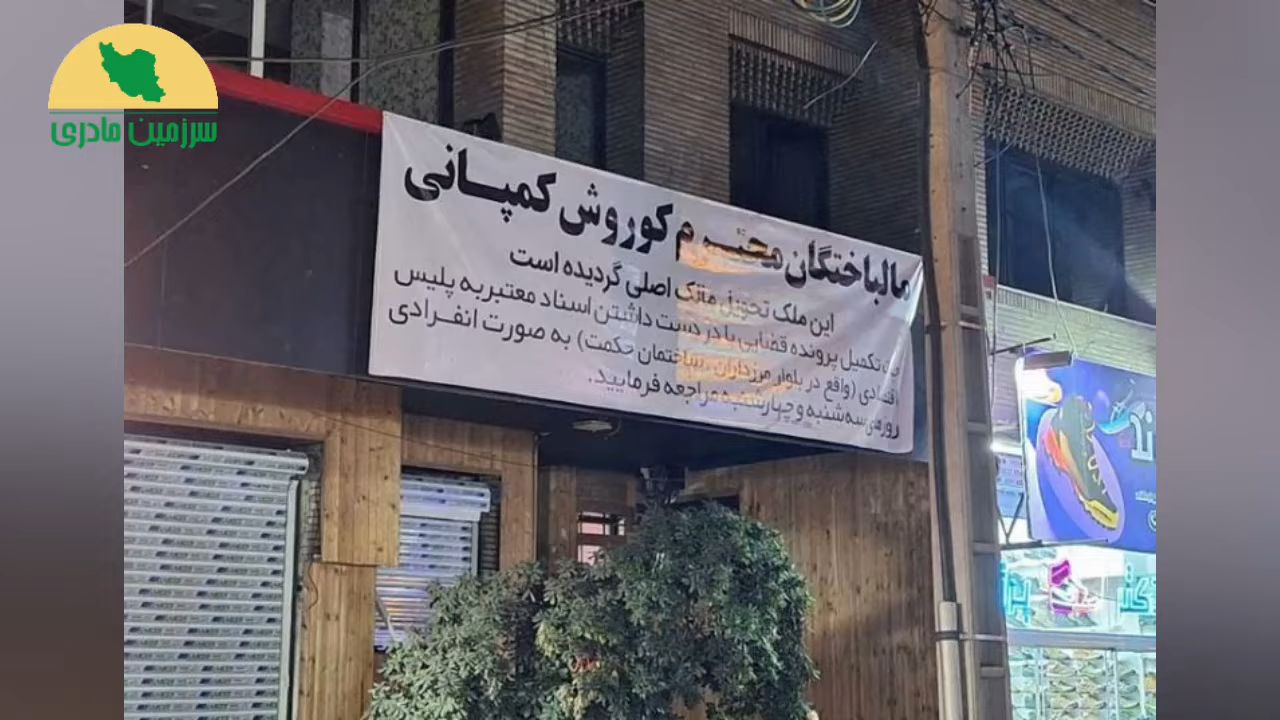 سرزمین مادری
مالباختگان محترم کوروش کمپانی
این ملک تحویل مالک اصلی گردیده است
جهت تکمیل پرونده قضایی با در دست داشتن اسناد معتبر به پلیس
اقتصادی (واقع در بلوار مرزداران ، ساختمان حکمت) به صورت انفرادی
روزهای سه شنبه و چهارشنبه مراجعه فرمایید.